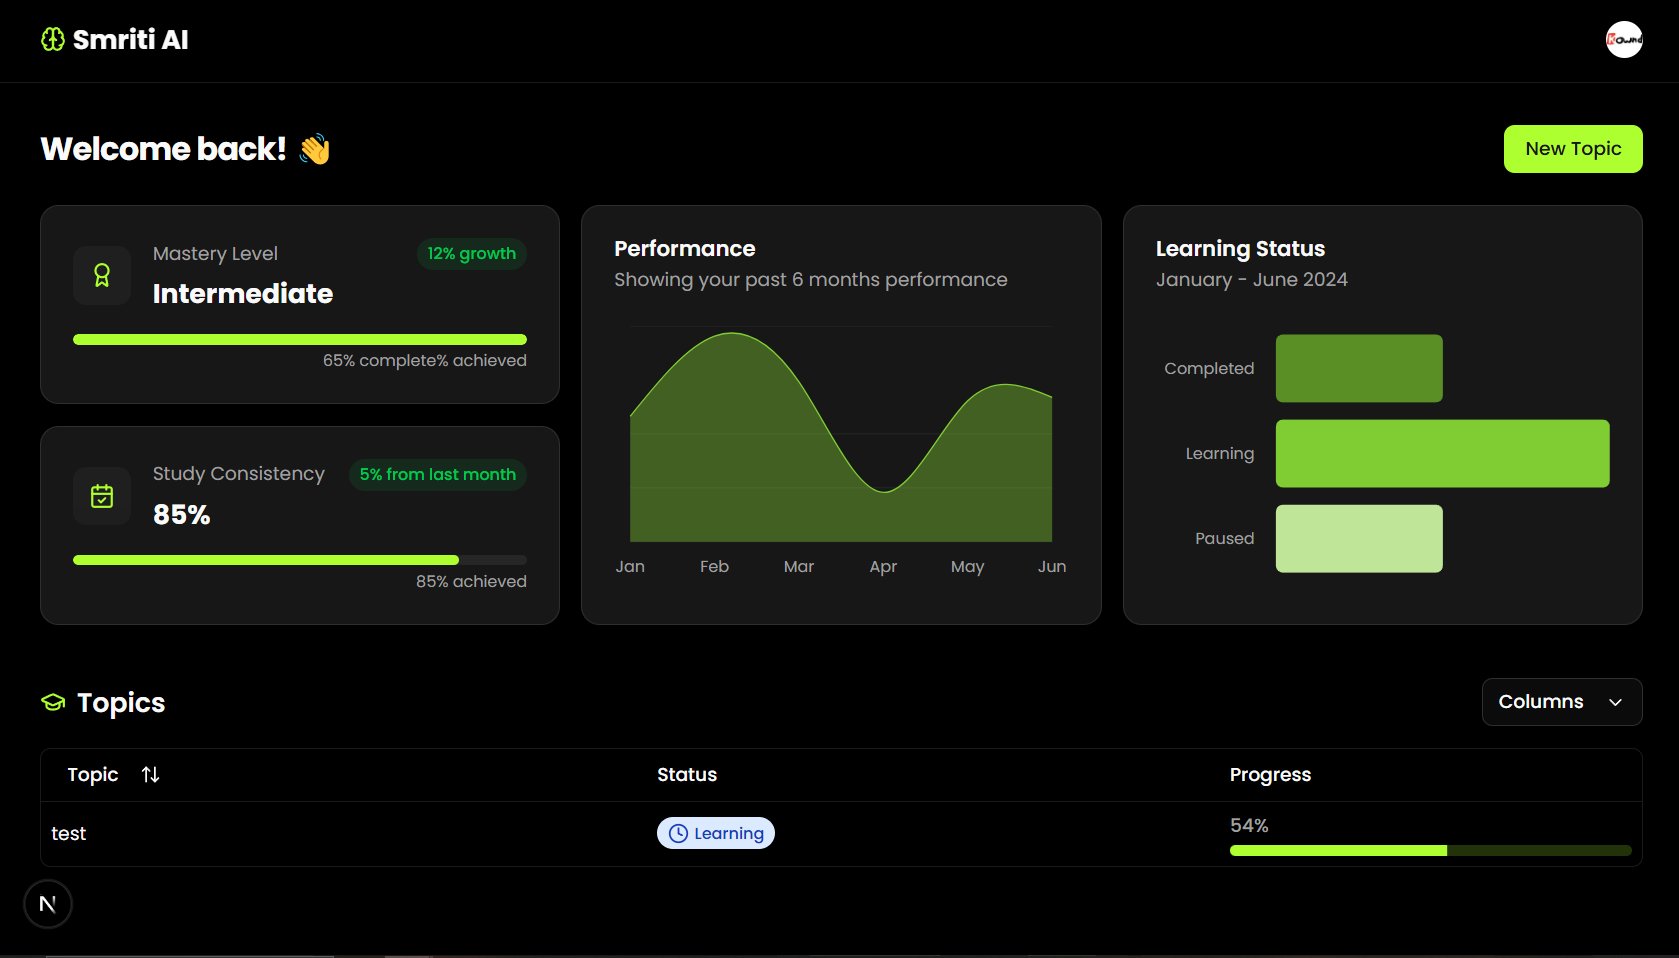 Smriti AI
Kownd
Welcome back! 👋
New Topic
Mastery Level
12% growth
Intermediate
65% complete% achieved
Study Consistency
5% from last month
85%
85% achieved
Performance
Showing your past 6 months performance
Jan Feb Mar Apr May Jun
Learning Status
January - June 2024
Completed
Learning
Paused
Topics
Columns
Topic Status Progress
test Learning 54%
N